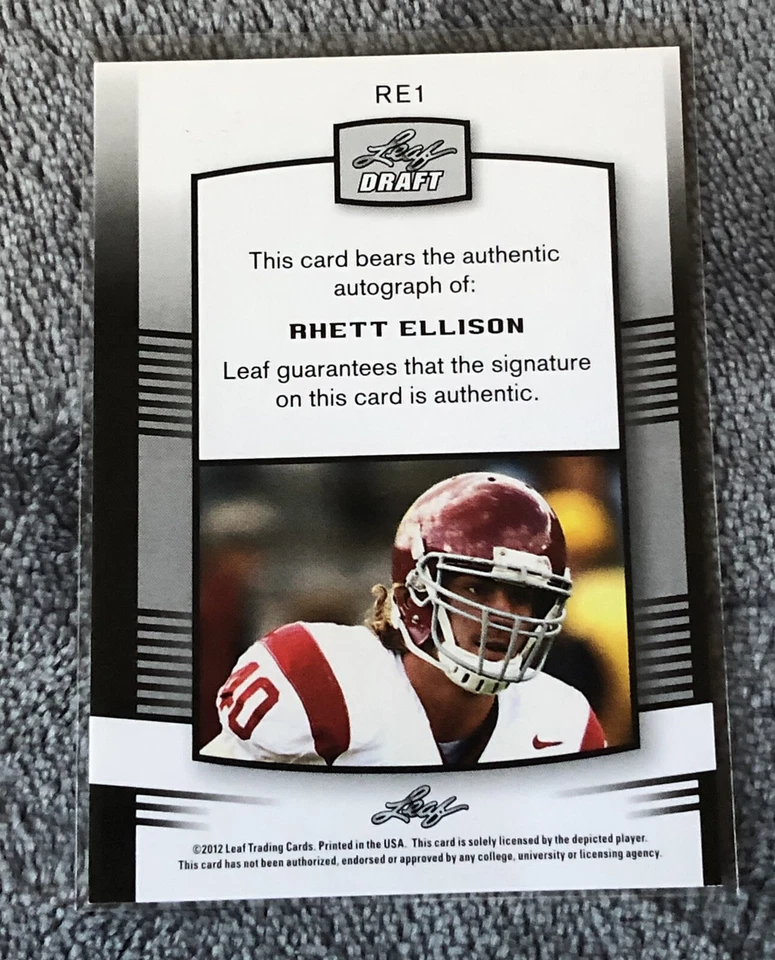 RE1
Leaf
DRAFT
This card bears the authentic
autograph of:
RHETT ELLISON
Leaf guarantees that the signature
on this card is authentic.
40
Leaf
©2012 Leaf Trading Cards. Printed in the USA. This card is solely licensed by the depicted player.
This card has not been authorized, endorsed or approved by any college, university or licensing agency.